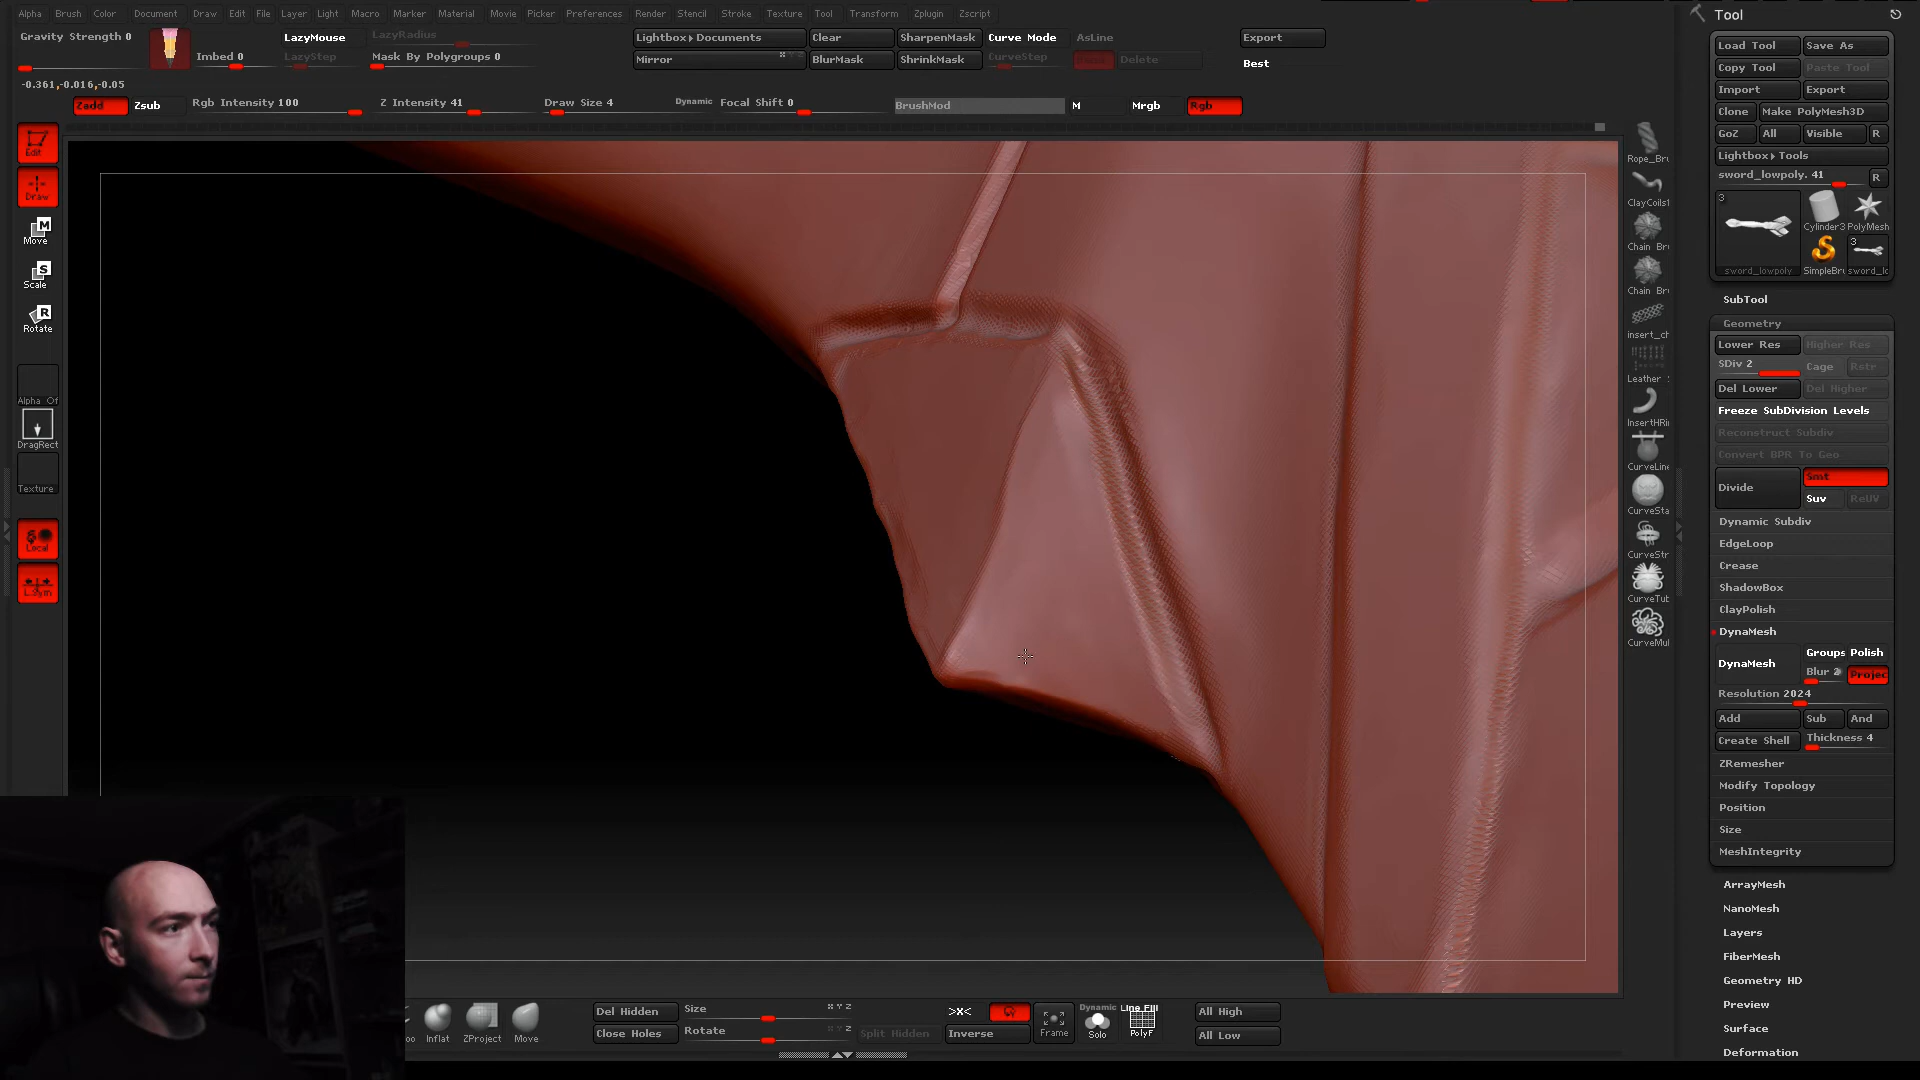 Alpha Brush Color Document Draw Edit File Layer Light Macro Marker Material Movie Picker Preferences Render Stencil Stroke Texture Tool Transform Zplugin Zscript
Tool
Gravity Strength 0
Imbed 0
LazyMouse
LazyRadius
LazyStep
Mask By Polygroups 0
Lightbox▸Documents
Clear
SharpenMask
Curve Mode
AsLine
Export
Mirror
BlurMask
ShrinkMask
CurveStep
Delete
Best
-0.361,-0.016,-0.05
Zadd Zsub
Rgb Intensity 100
Z Intensity 41
Draw Size 4
Dynamic
Focal Shift 0
BrushMod
M Mrgb Rgb
Edit
Draw
Move
Scale
Rotate
Alpha Of
DragRect
Texture
Local
L.Sym
Rope_Bru
ClayCoils1
Chain Bru
Chain Bru
insert_ch
Leather
InsertHRi
CurveLine
CurveSta
CurveStr
CurveTub
CurveMul
Load Tool Save As
Copy Tool Paste Tool
Import Export
Clone Make PolyMesh3D
GoZ All Visible R
Lightbox▸Tools
sword_lowpoly. 41 R
3
Cylinder3 PolyMesh
3
sword_lowpoly SimpleBru sword_lo
SubTool
Geometry
Lower Res Higher Res
SDiv 2 Cage Rstr
Del Lower Del Higher
Freeze SubDivision Levels
Reconstruct Subdiv
Convert BPR To Geo
Divide Smt
Suv ReUV
Dynamic Subdiv
EdgeLoop
Crease
ShadowBox
ClayPolish
DynaMesh
DynaMesh Groups Polish
Blur 2 Projec
Resolution 2024
Add Sub And
Create Shell Thickness 4
ZRemesher
Modify Topology
Position
Size
MeshIntegrity
ArrayMesh
NanoMesh
Layers
FiberMesh
Geometry HD
Preview
Surface
Deformation
Inflat ZProject Move
Del Hidden
Close Holes
Size
Rotate
X Y Z
Split Hidden
>X<
Inverse
Frame
Dynamic
Solo
Line Fill
PolyF
All High
All Low